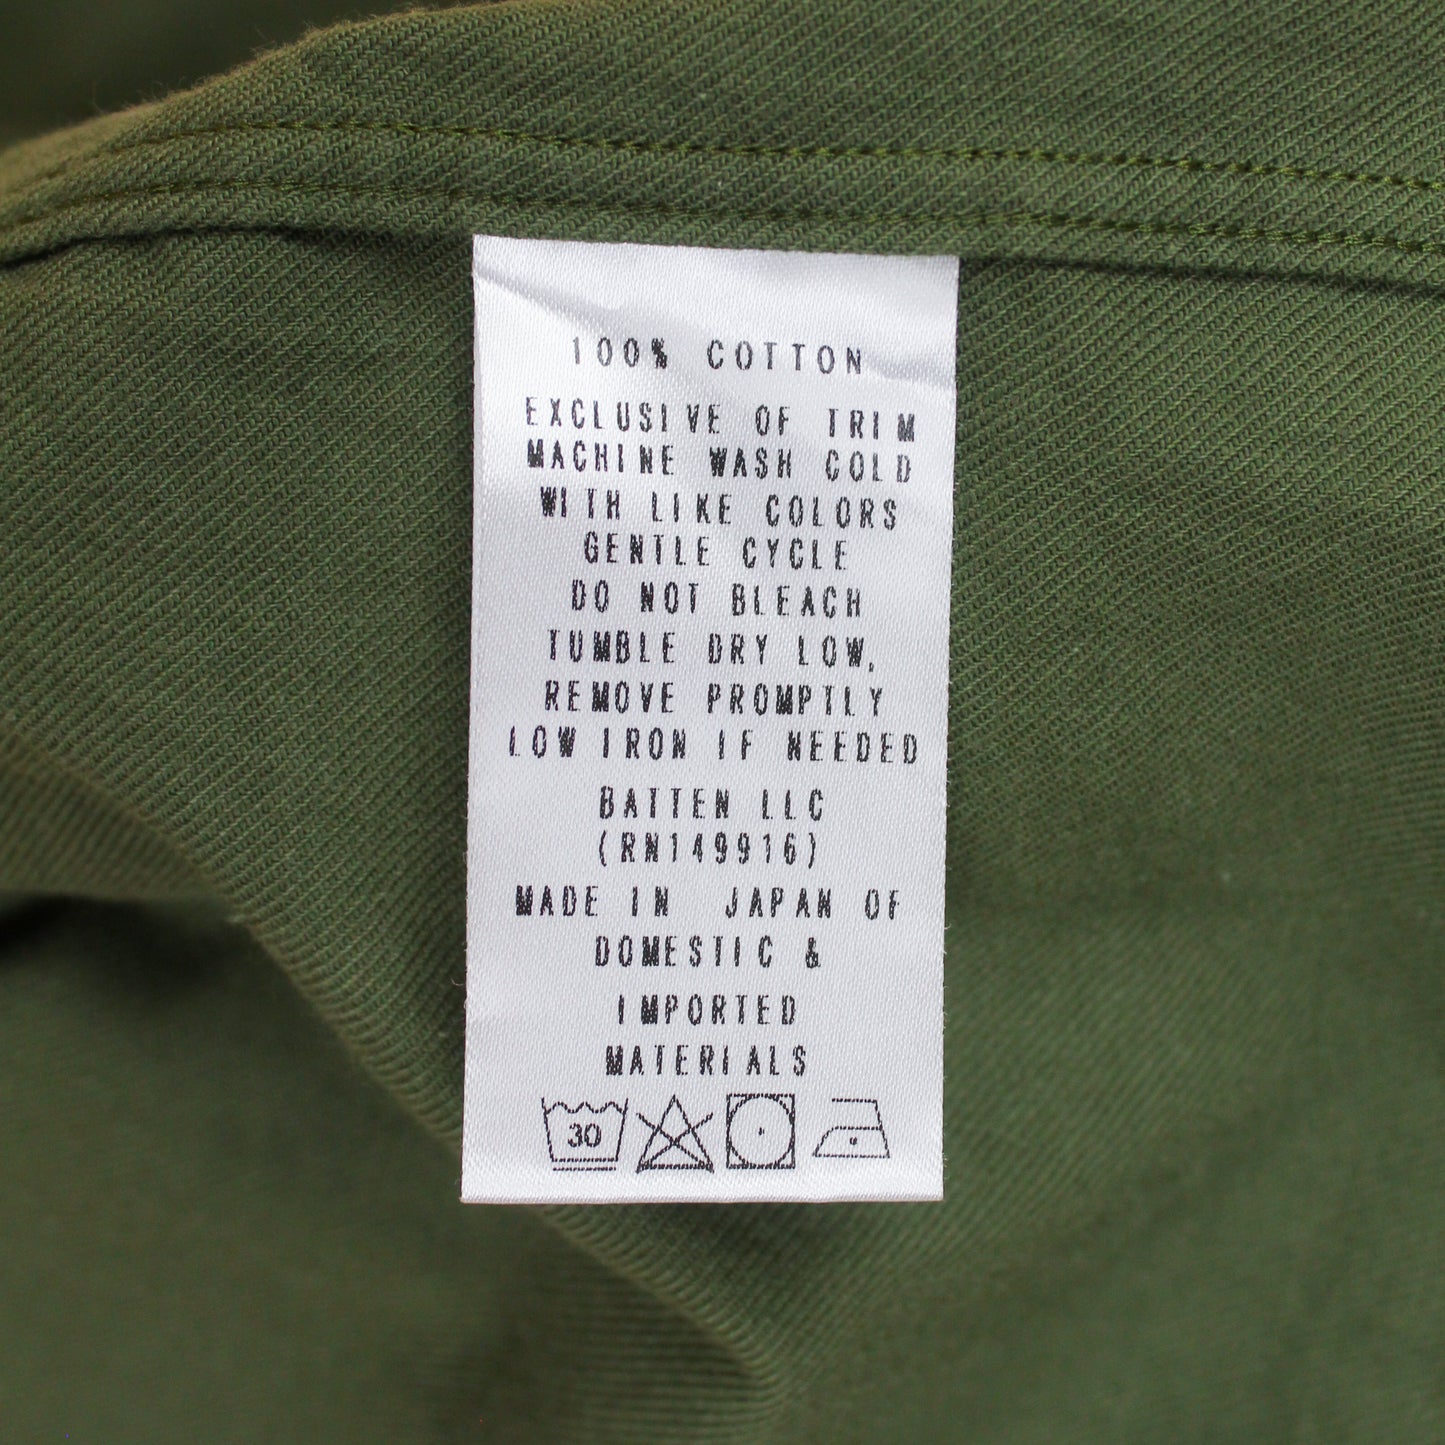 100% COTTON
EXCLUSIVE OF TRIM
MACHINE WASH COLD
WITH LIKE COLORS
GENTLE CYCLE
DO NOT BLEACH
TUMBLE DRY LOW,
REMOVE PROMPTLY
LOW IRON IF NEEDED
BATTEN LLC
(RN149916)
MADE IN JAPAN OF
DOMESTIC &
IMPORTED
MATERIALS
30